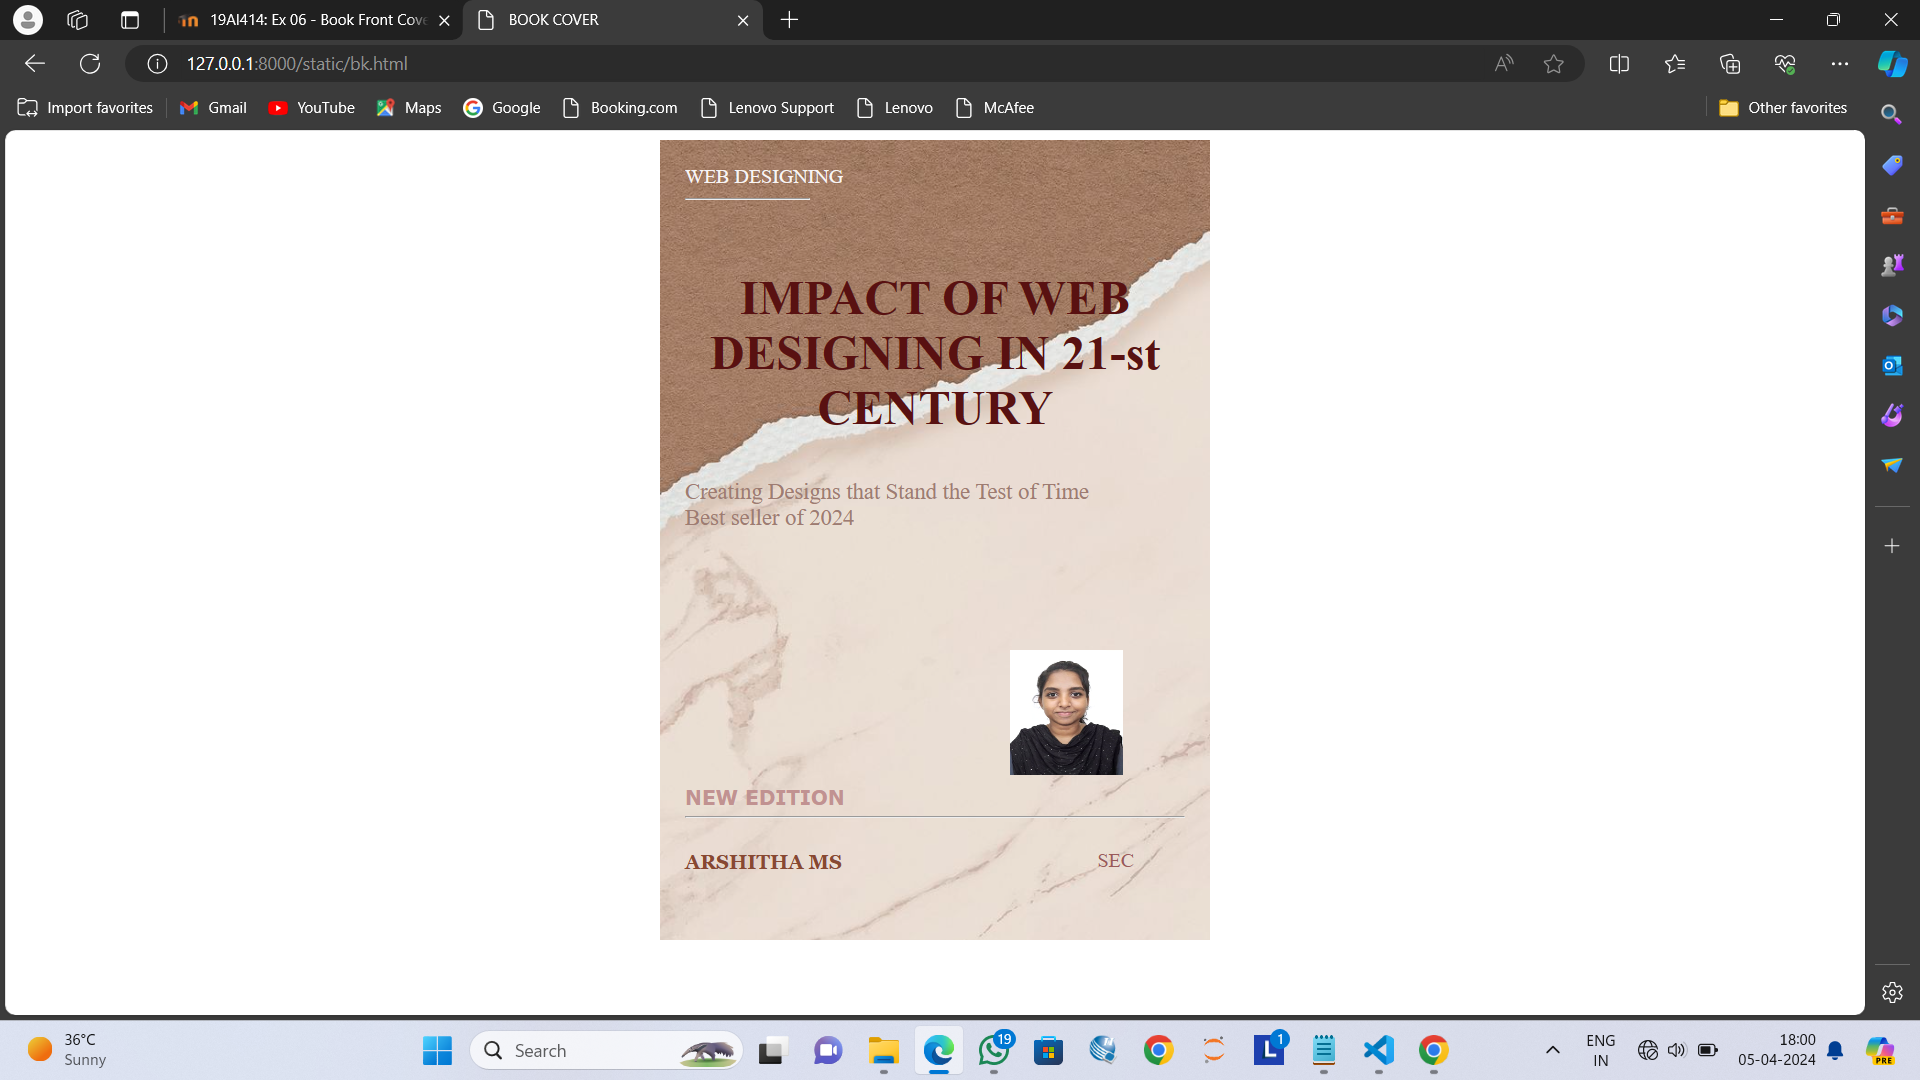 19AI414: Ex 06 - Book Front Cove
BOOK COVER
127.0.0.1:8000/static/bk.html
Import favorites
Gmail
YouTube
Maps
Google
Booking.com
Lenovo Support
Lenovo
McAfee
Other favorites
WEB DESIGNING
IMPACT OF WEB
DESIGNING IN 21-st
CENTURY
Creating Designs that Stand the Test of Time
Best seller of 2024
NEW EDITION
ARSHITHA MS
SEC
36°C
Sunny
Search
19
L
1
ENG
IN
18:00
05-04-2024
PRE